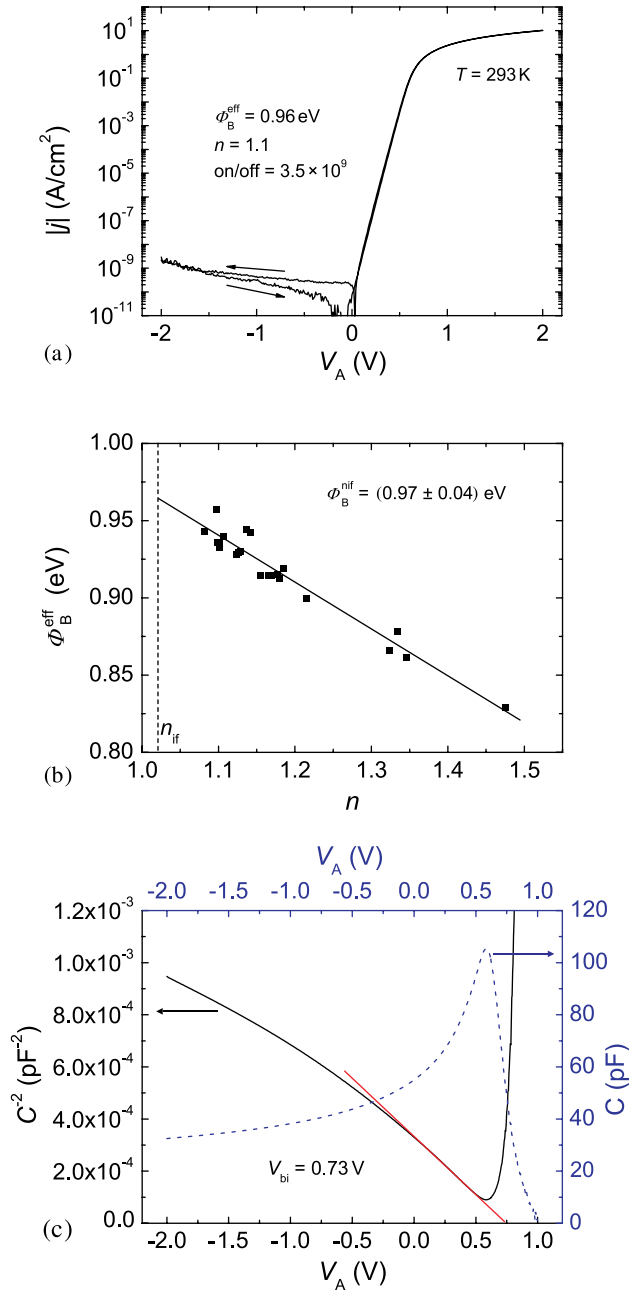 10¹
10⁻¹
10⁻³
10⁻⁵
10⁻⁷
10⁻⁹
10⁻¹¹
|j| (A/cm²)
T = 293 K
Φ_B^eff = 0.96 eV
n = 1.1
on/off = 3.5 × 10⁹
-2 -1 0 1 2
V_A (V)
(a)
1.00
0.95
0.90
0.85
0.80
Φ_B^eff (eV)
Φ_B^nif = (0.97 ± 0.04) eV
n_if
1.0 1.1 1.2 1.3 1.4 1.5
n
(b)
V_A (V)
-2.0 -1.5 -1.0 -0.5 0.0 0.5 1.0
1.2x10⁻³
1.0x10⁻³
8.0x10⁻⁴
6.0x10⁻⁴
4.0x10⁻⁴
2.0x10⁻⁴
0.0
C⁻² (pF⁻²)
V_bi = 0.73 V
120
100
80
60
40
20
0
C (pF)
-2.0 -1.5 -1.0 -0.5 0.0 0.5 1.0
V_A (V)
(c)